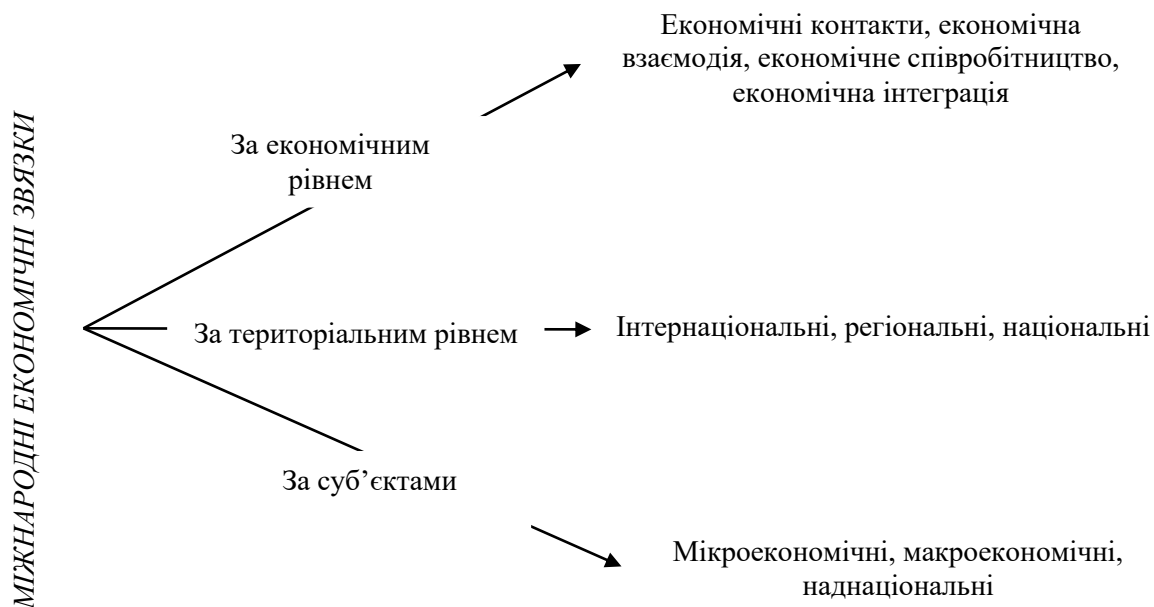 МІЖНАРОДНІ ЕКОНОМІЧНІ ЗВЯЗКИ
За економічним
рівнем
Економічні контакти, економічна
взаємодія, економічне співробітництво,
економічна інтеграція
За територіальним рівнем
Інтернаціональні, регіональні, національні
За суб’єктами
Мікроекономічні, макроекономічні,
наднаціональні